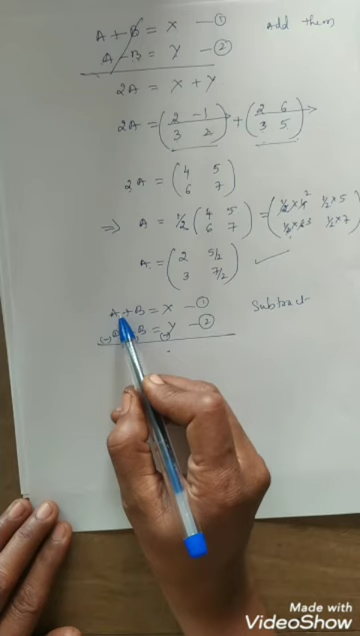 A + B = X — ① Add them
A - B = Y — ②
2A = X + Y
2A = (2 -1 / 3 2) + (2 6 / 3 5)
2A = (4 5 / 6 7)
⇒ A = 1/2 (4 5 / 6 7) = (1/2 × 4 2 1/2 × 5 / 1/2 × 6 3 1/2 × 7)
A = (2 5/2 / 3 7/2) ✓
A + B = X — ① Subtract
B = Y — ②
(-) (-)
Made with
VideoShow